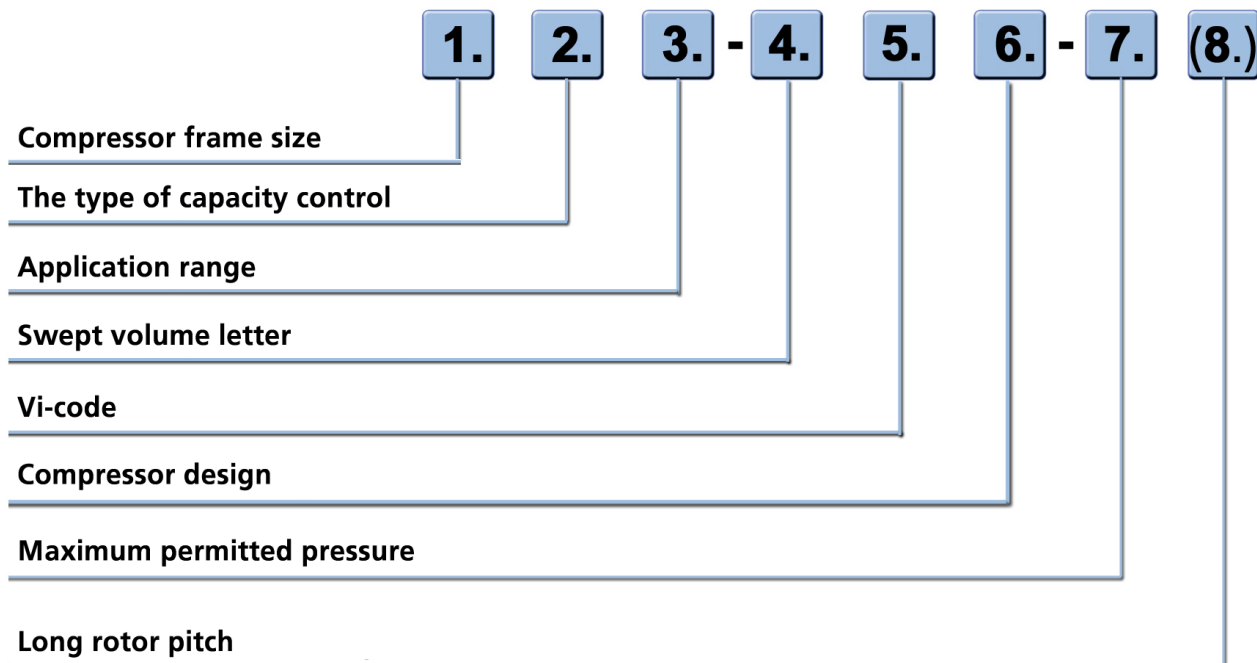 1. 2. 3. - 4. 5. 6. - 7. (8.)
Compressor frame size
The type of capacity control
Application range
Swept volume letter
Vi-code
Compressor design
Maximum permitted pressure
Long rotor pitch